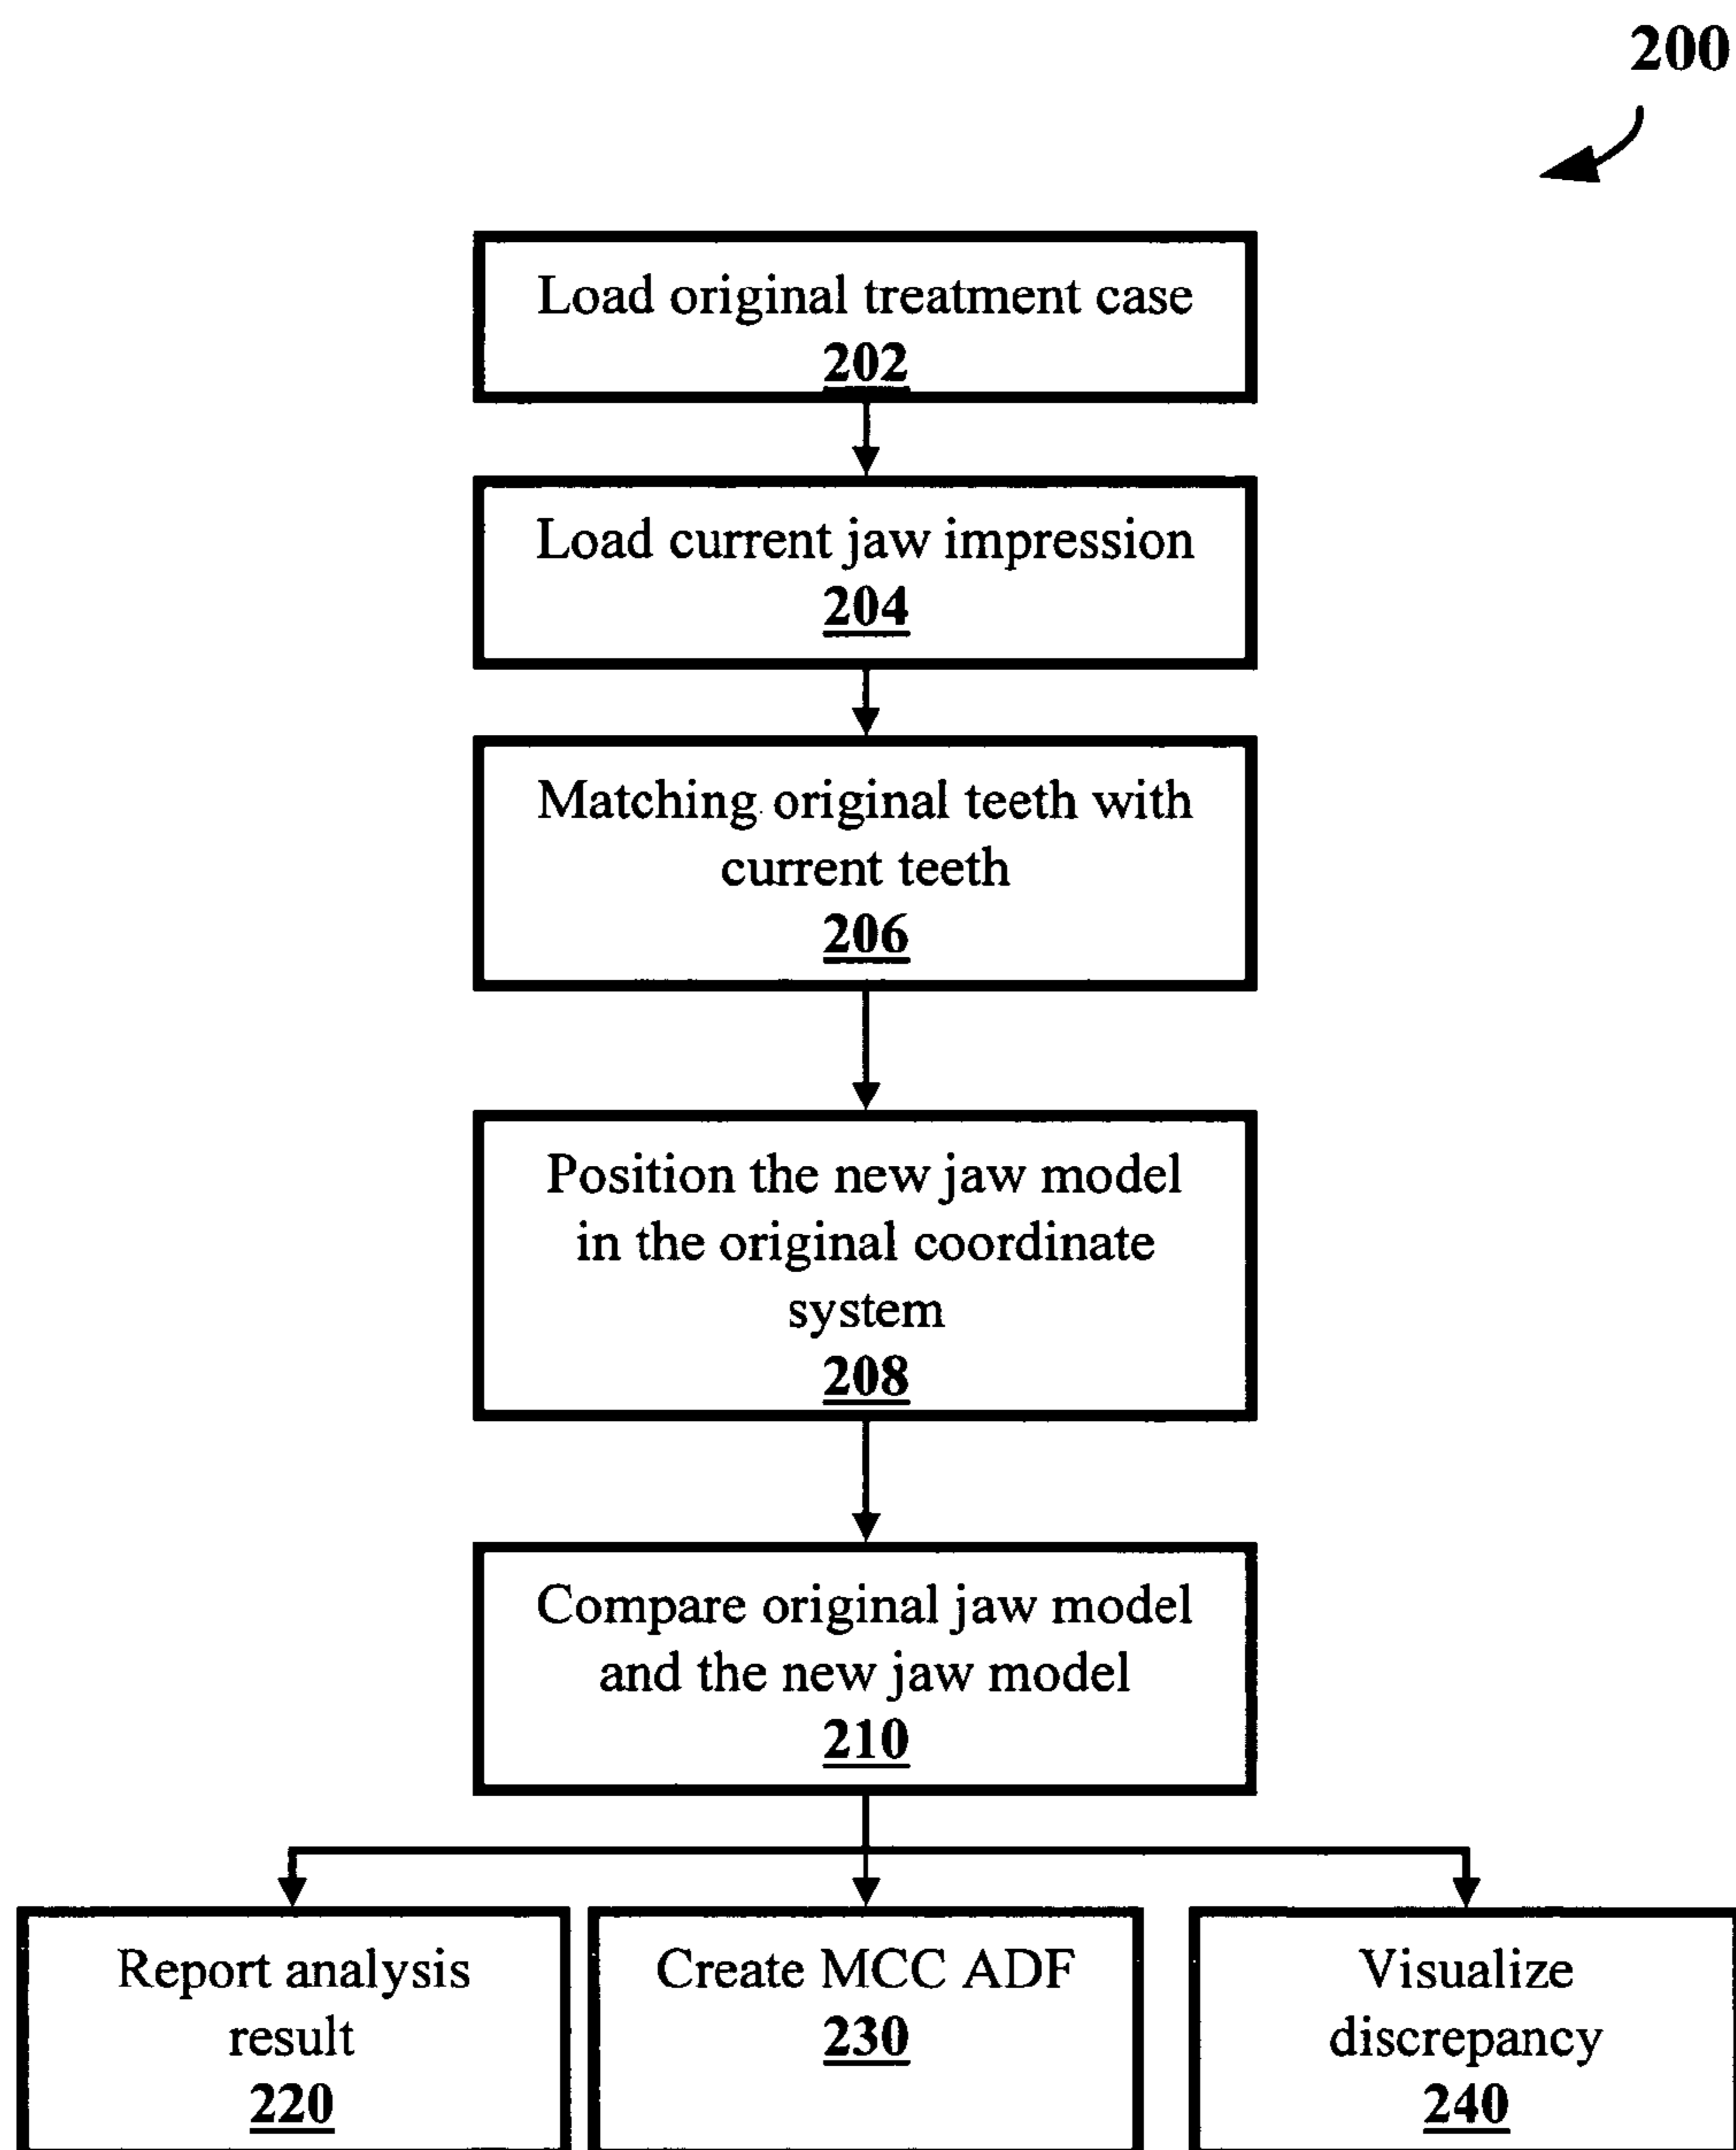 200
Load original treatment case
202
Load current jaw impression
204
Matching original teeth with
current teeth
206
Position the new jaw model
in the original coordinate
system
208
Compare original jaw model
and the new jaw model
210
Report analysis
result
220
Create MCC ADF
230
Visualize
discrepancy
240